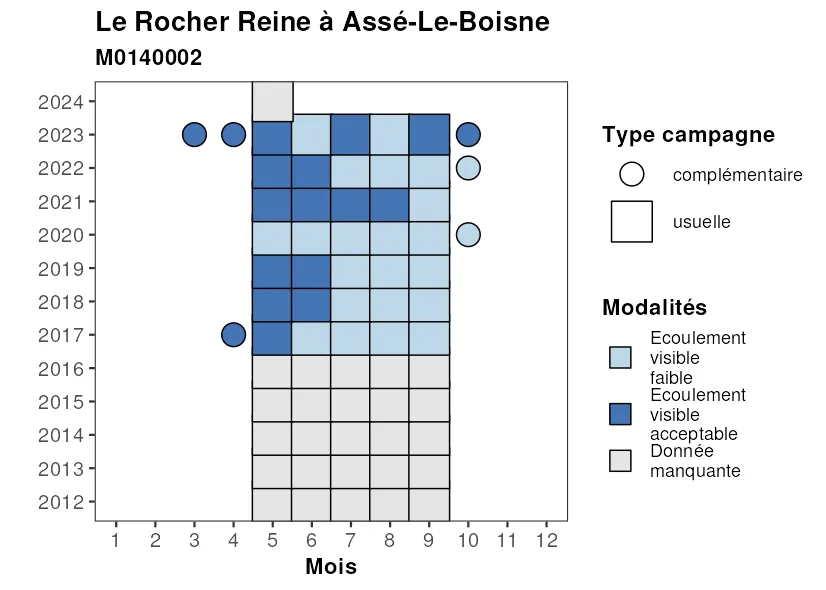 Le Rocher Reine à Assé-Le-Boisne
M0140002
2024
2023
2022
2021
2020
2019
2018
2017
2016
2015
2014
2013
2012
1 2 3 4 5 6 7 8 9 10 11 12
Mois
Type campagne
complémentaire
usuelle
Modalités
Ecoulement
visible
faible
Ecoulement
visible
acceptable
Donnée
manquante